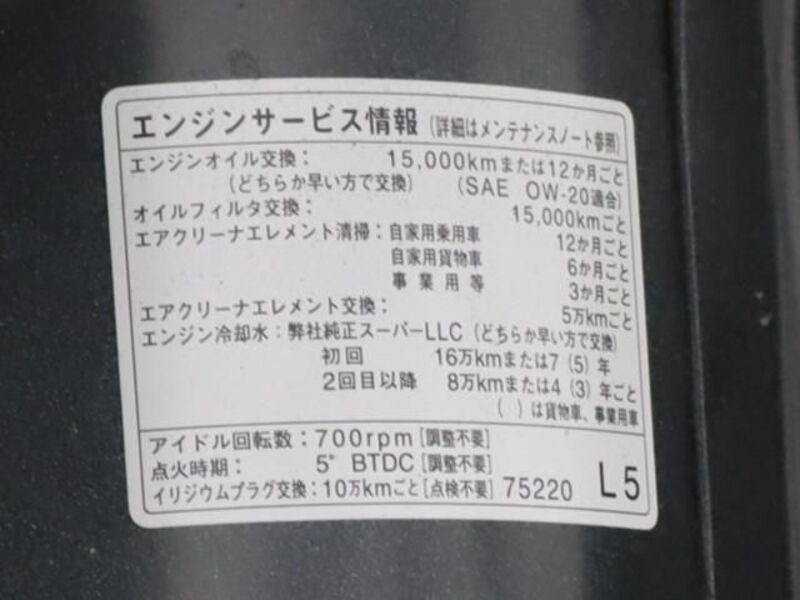 エンジンサービス情報 (詳細はメンテナンスノート参照)
エンジンオイル交換： 15,000kmまたは12か月ごと
(どちらか早い方で交換) (SAE 0W-20適合)
オイルフィルタ交換： 15,000kmごと
エアクリーナエレメント清掃：自家用乗用車 12か月ごと
自家用貨物車 6か月ごと
事業用等 3か月ごと
エアクリーナエレメント交換： 5万kmごと
エンジン冷却水：弊社純正スーパーLLC (どちらか早い方で交換)
初回 16万kmまたは7 (5) 年
2回目以降 8万kmまたは4 (3) 年ごと
( ) は貨物車、事業用車
アイドル回転数：700rpm [調整不要]
点火時期： 5° BTDC [調整不要]
イリジウムプラグ交換：10万kmごと [点検不要] 75220 L5